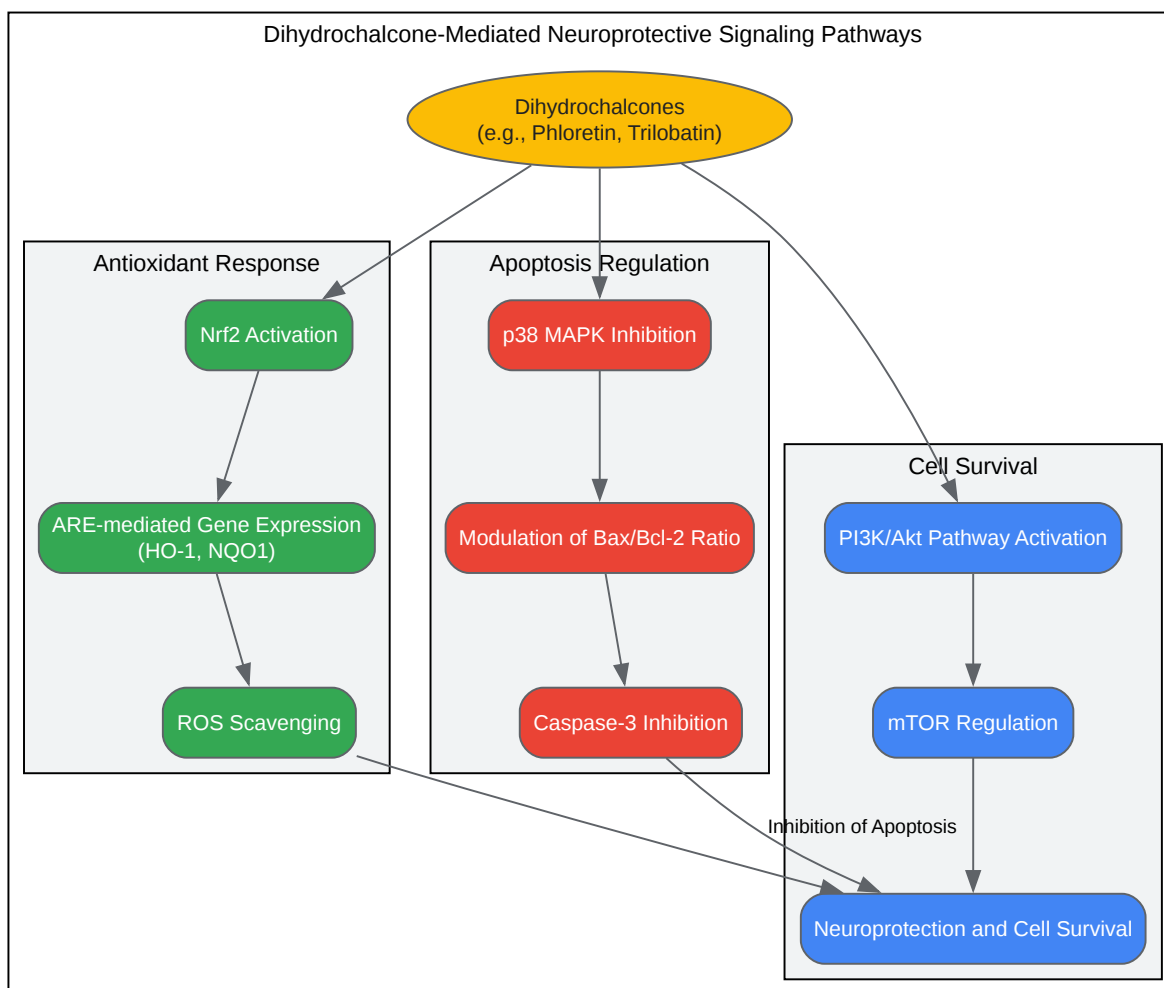 Dihydrochalcone-Mediated Neuroprotective Signaling Pathways
Dihydrochalcones
(e.g., Phloretin, Trilobatin)
Antioxidant Response
Nrf2 Activation
ARE-mediated Gene Expression
(HO-1, NQO1)
ROS Scavenging
Apoptosis Regulation
p38 MAPK Inhibition
Modulation of Bax/Bcl-2 Ratio
Caspase-3 Inhibition
Inhibition of Apoptosis
Cell Survival
PI3K/Akt Pathway Activation
mTOR Regulation
Neuroprotection and Cell Survival